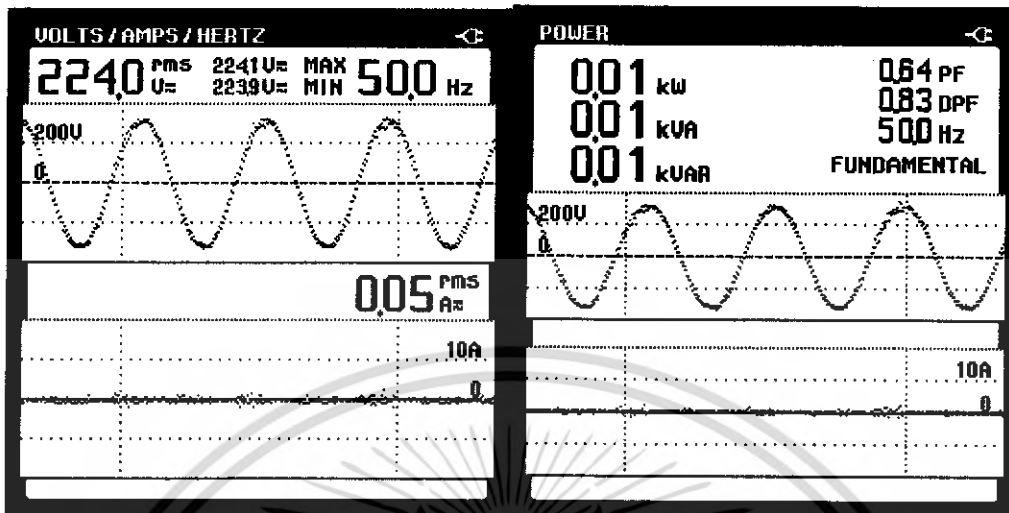 VOLTS/AMPS/HERTZ
224.0 rms V≂ 224.1 V≂ MAX 50.0 Hz
223.9 V≂ MIN
200V
0
0.05 rms A≂
10A
0
POWER
0.01 kW 0.64 PF
0.01 kVA 0.83 DPF
0.01 kVAR 50.0 Hz
FUNDAMENTAL
200V
0
10A
0